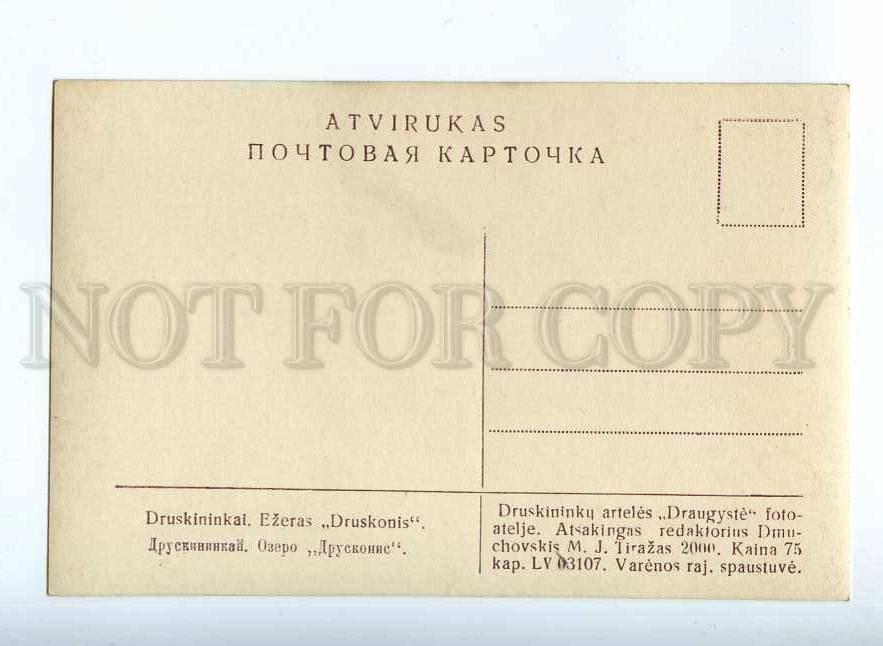 ATVIRUKAS
ПОЧТОВАЯ КАРТОЧКА
NOT FOR COPY
Druskininkai. Ežeras „Druskonis“.
Друскининкай. Озеро „Друсконис“.
Druskininkų artelės „Draugystė“ foto-
atelje. Atsakingas redaktorius Dmu-
chovskis M. J. Tiražas 2000. Kaina 75
kap. LV 03107. Varėnos raj. spaustuvė.